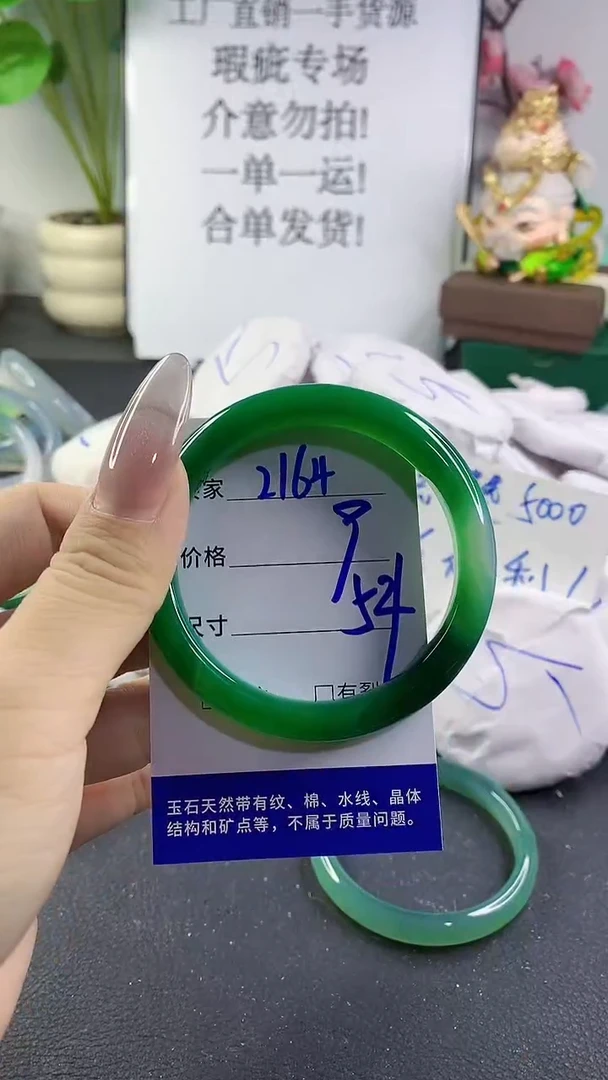 工厂直销一手货源
瑕疵专场
介意勿拍!
一单一运!
合单发货!
家 2164
价格
尺寸 54
有裂
5000
玉石天然带有纹、棉、水线、晶体
结构和矿点等，不属于质量问题。